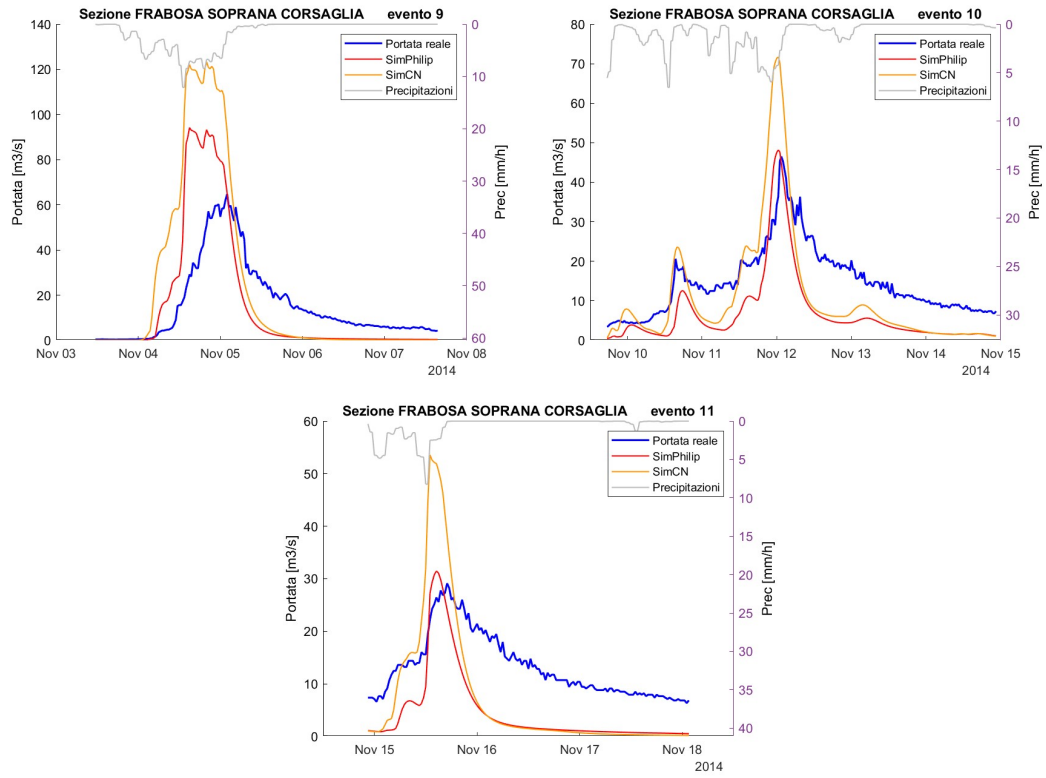 Sezione FRABOSA SOPRANA CORSAGLIA evento 9
Portata [m3/s]
140
120
100
80
60
40
20
0
Portata reale
SimPhilip
SimCN
Precipitazioni
0
10
20
30
40
50
60
Prec [mm/h]
Nov 03 Nov 04 Nov 05 Nov 06 Nov 07 Nov 08
2014
Sezione FRABOSA SOPRANA CORSAGLIA evento 10
Portata [m3/s]
80
70
60
50
40
30
20
10
0
Portata reale
SimPhilip
SimCN
Precipitazioni
0
5
10
15
20
25
30
Prec [mm/h]
Nov 10 Nov 11 Nov 12 Nov 13 Nov 14 Nov 15
2014
Sezione FRABOSA SOPRANA CORSAGLIA evento 11
Portata [m3/s]
60
50
40
30
20
10
0
Portata reale
SimPhilip
SimCN
Precipitazioni
0
5
10
15
20
25
30
35
40
Prec [mm/h]
Nov 15 Nov 16 Nov 17 Nov 18
2014